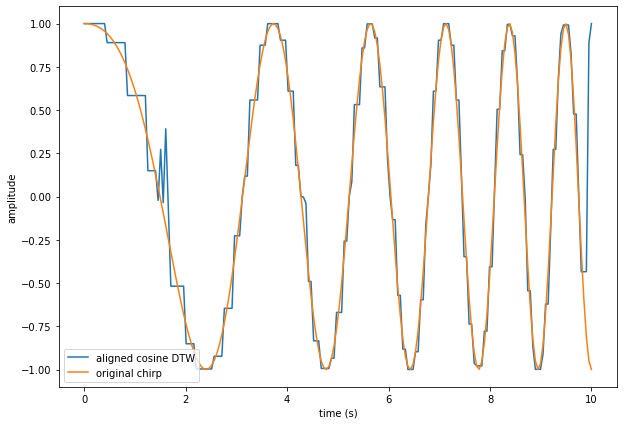 1.00
0.75
0.50
0.25
0.00
−0.25
−0.50
−0.75
−1.00
amplitude
aligned cosine DTW
original chirp
0 2 4 6 8 10
time (s)